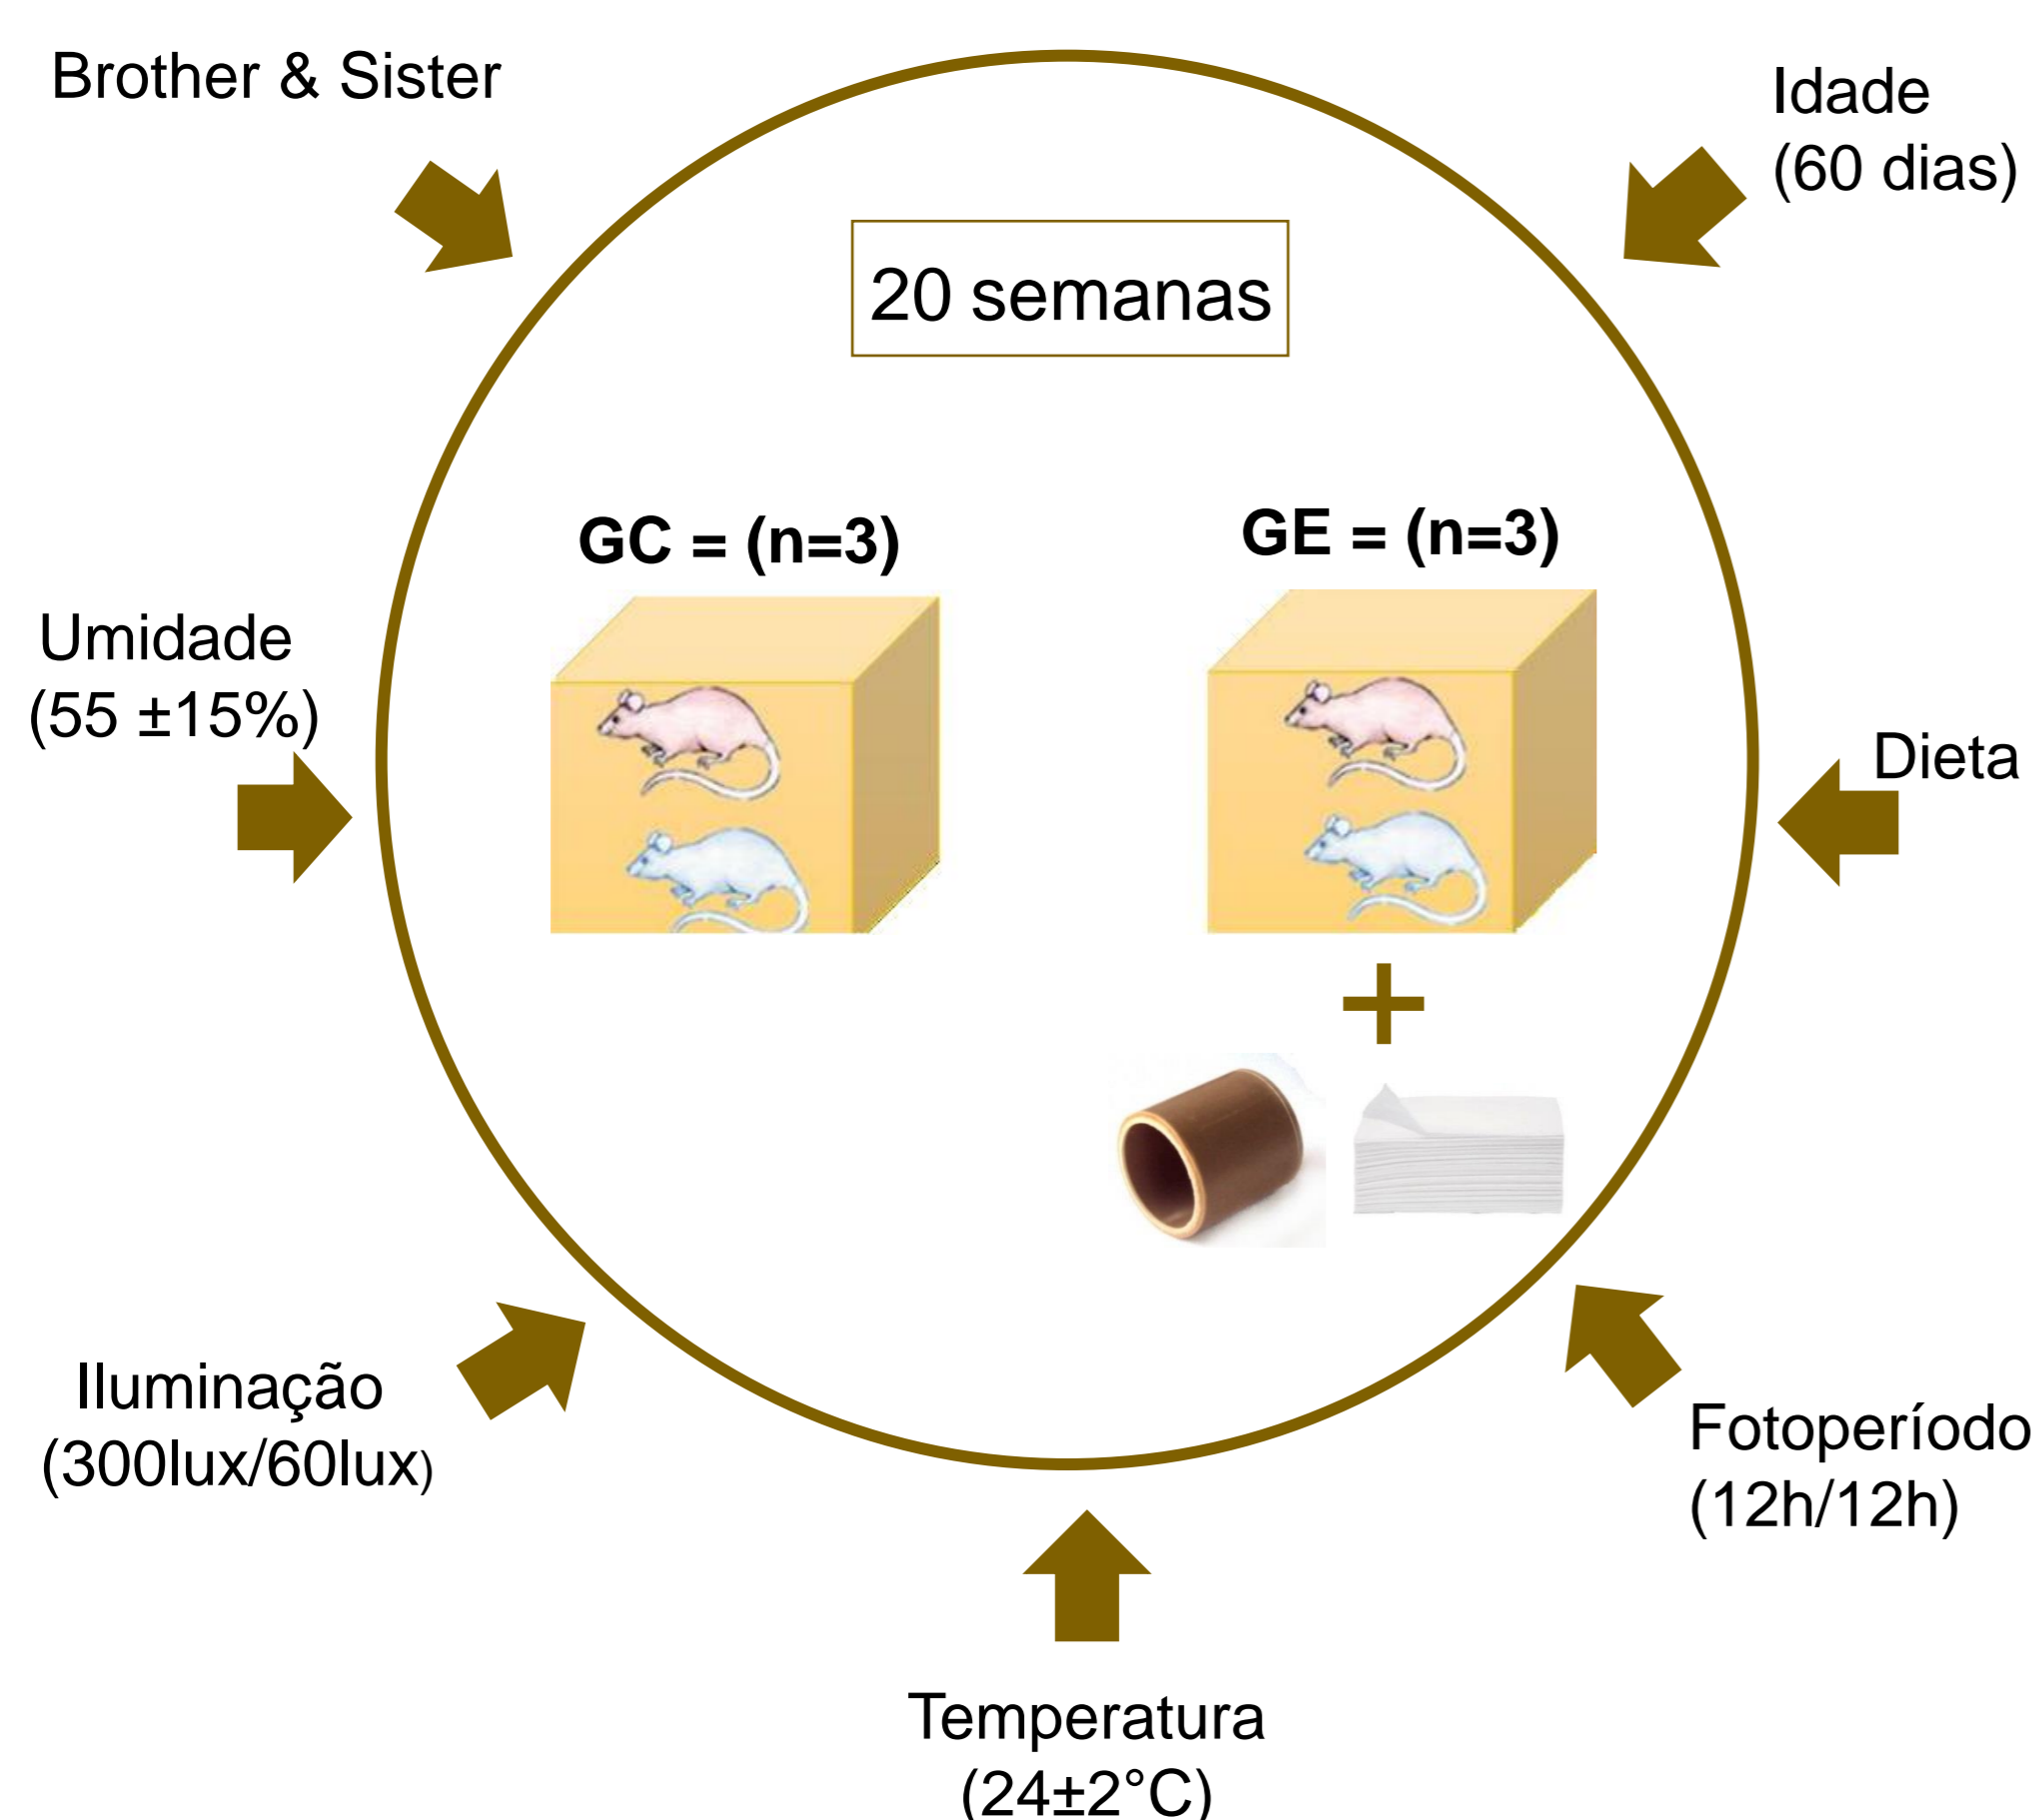 Brother & Sister
Idade
(60 dias)
20 semanas
GC = (n=3)
GE = (n=3)
Umidade
(55 ±15%)
Dieta
Iluminação
(300lux/60lux)
Fotoperíodo
(12h/12h)
Temperatura
(24±2°C)